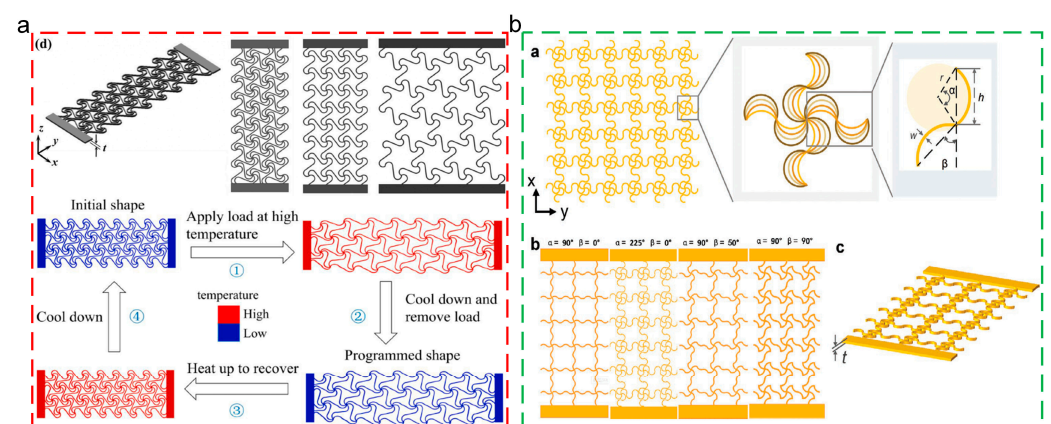 a
(d)
z
y
x
t
Initial shape
Apply load at high
temperature
①
Cool down
④
temperature
High
Low
②
Cool down and
remove load
Programmed shape
Heat up to recover
③
b
a
x
y
r
α
h
w
β
b
α = 90° β = 0°
α = 225° β = 0°
α = 90° β = 50°
α = 90° β = 90°
c
t